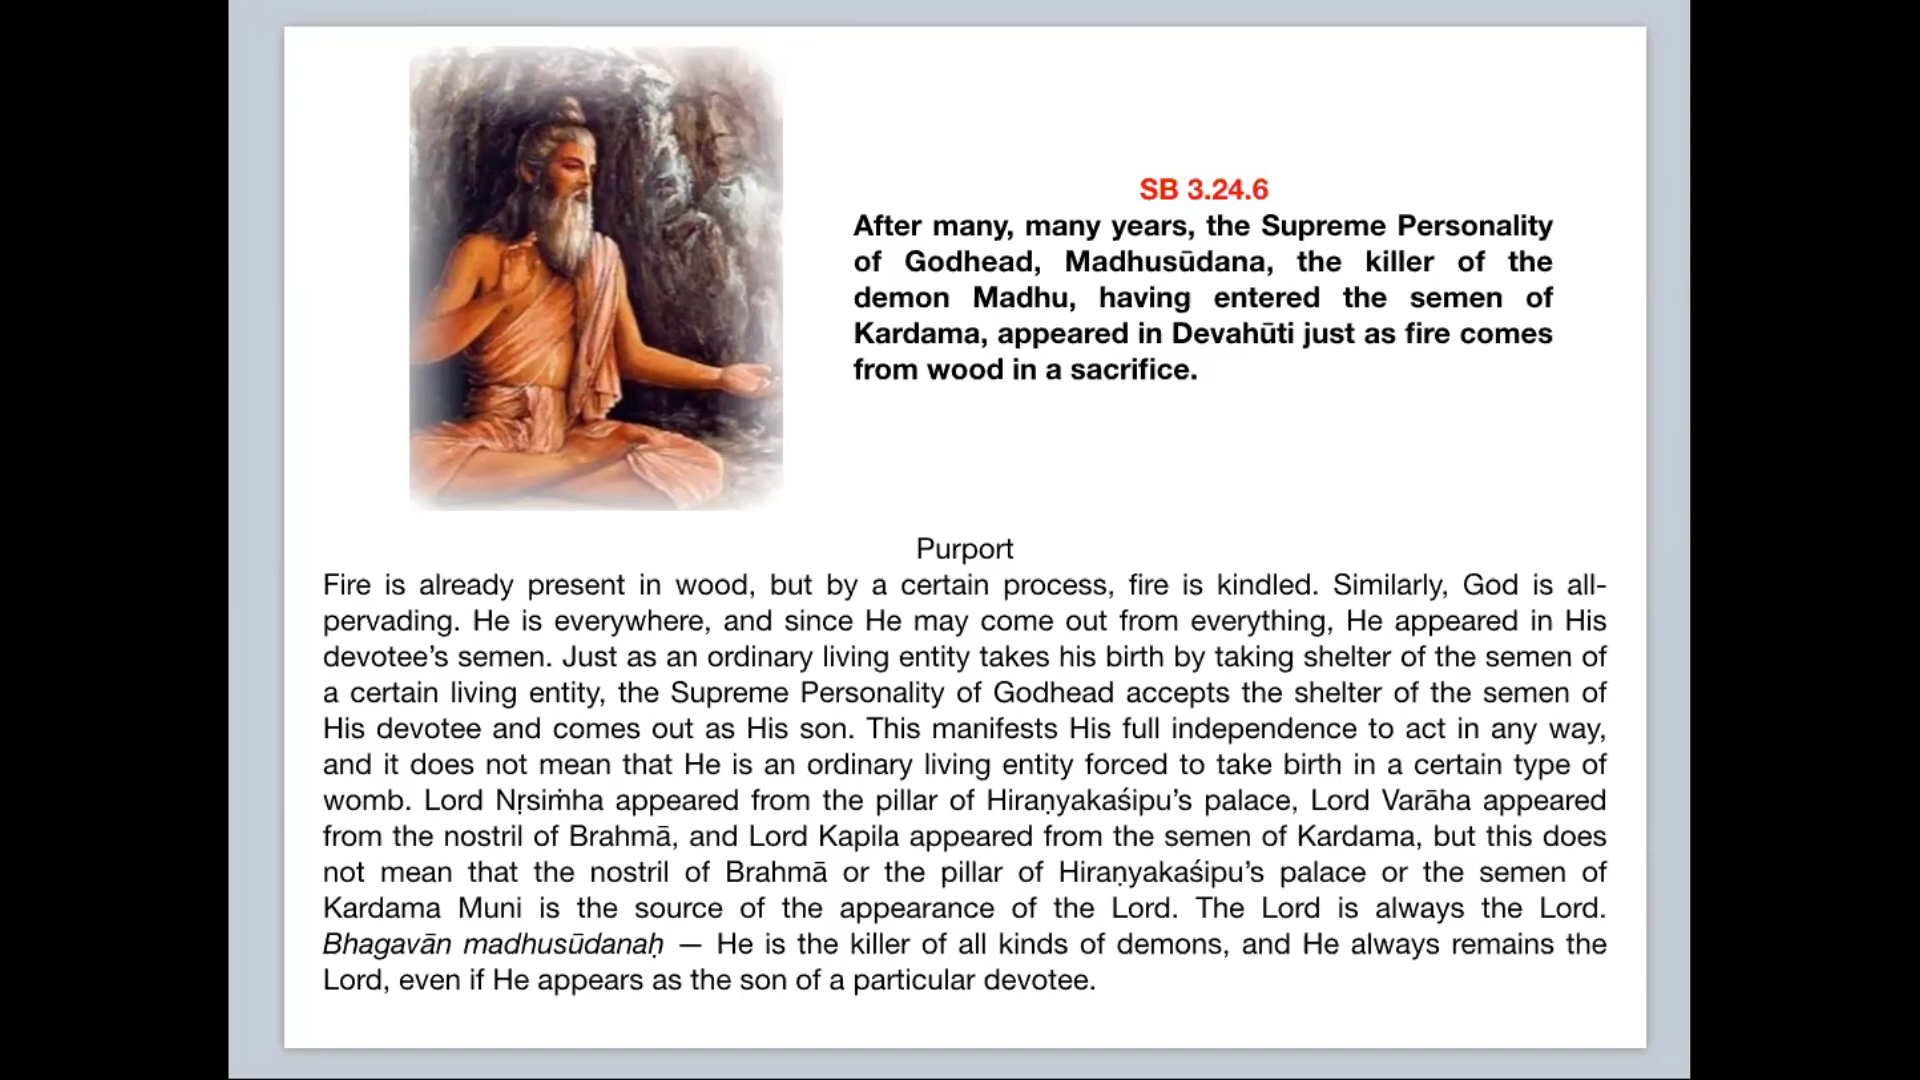 SB 3.24.6
After many, many years, the Supreme Personality
of Godhead, Madhusūdana, the killer of the
demon Madhu, having entered the semen of
Kardama, appeared in Devahūti just as fire comes
from wood in a sacrifice.
Purport
Fire is already present in wood, but by a certain process, fire is kindled. Similarly, God is all-
pervading. He is everywhere, and since He may come out from everything, He appeared in His
devotee’s semen. Just as an ordinary living entity takes his birth by taking shelter of the semen of
a certain living entity, the Supreme Personality of Godhead accepts the shelter of the semen of
His devotee and comes out as His son. This manifests His full independence to act in any way,
and it does not mean that He is an ordinary living entity forced to take birth in a certain type of
womb. Lord Nṛsiṁha appeared from the pillar of Hiraṇyakaśipu’s palace, Lord Varāha appeared
from the nostril of Brahmā, and Lord Kapila appeared from the semen of Kardama, but this does
not mean that the nostril of Brahmā or the pillar of Hiraṇyakaśipu’s palace or the semen of
Kardama Muni is the source of the appearance of the Lord. The Lord is always the Lord.
Bhagavān madhusūdanaḥ — He is the killer of all kinds of demons, and He always remains the
Lord, even if He appears as the son of a particular devotee.